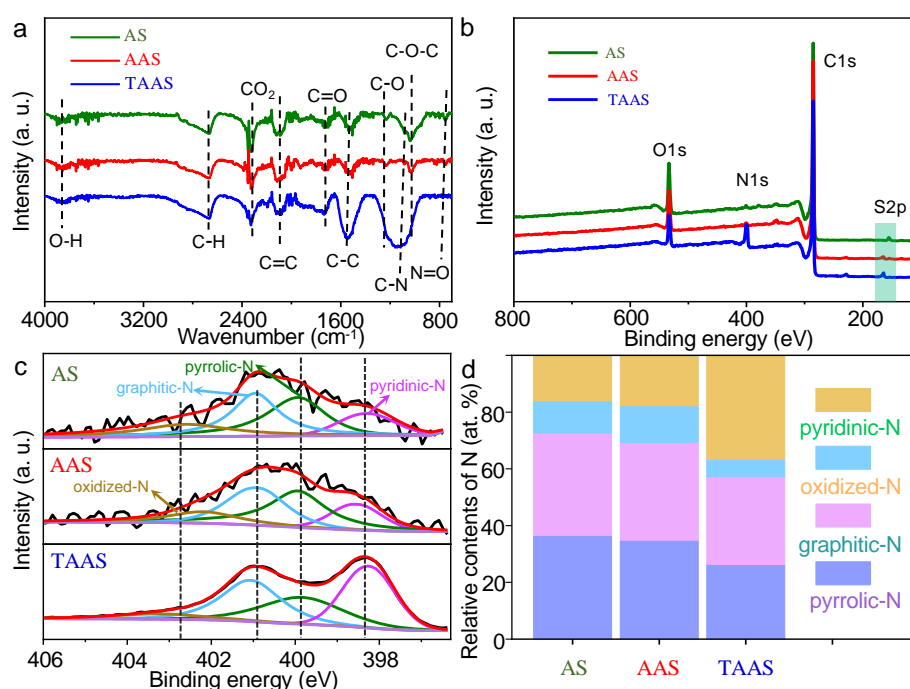 a
AS
AAS
TAAS
C-O-C
CO2
C=O
C-O
O-H
C-H
C=C
C-C
C-N
N=O
Intensity (a. u.)
4000 3200 2400 1600 800
Wavenumber (cm-1)
b
AS
AAS
TAAS
C1s
O1s
N1s
S2p
Intensity (a. u.)
800 600 400 200
Binding energy (eV)
c
AS
pyrrolic-N
graphitic-N
pyridinic-N
AAS
oxidized-N
TAAS
Intensity (a. u.)
406 404 402 400 398
Binding energy (eV)
d
Relative contents of N (at. %)
80
60
40
20
0
pyridinic-N
oxidized-N
graphitic-N
pyrrolic-N
AS AAS TAAS